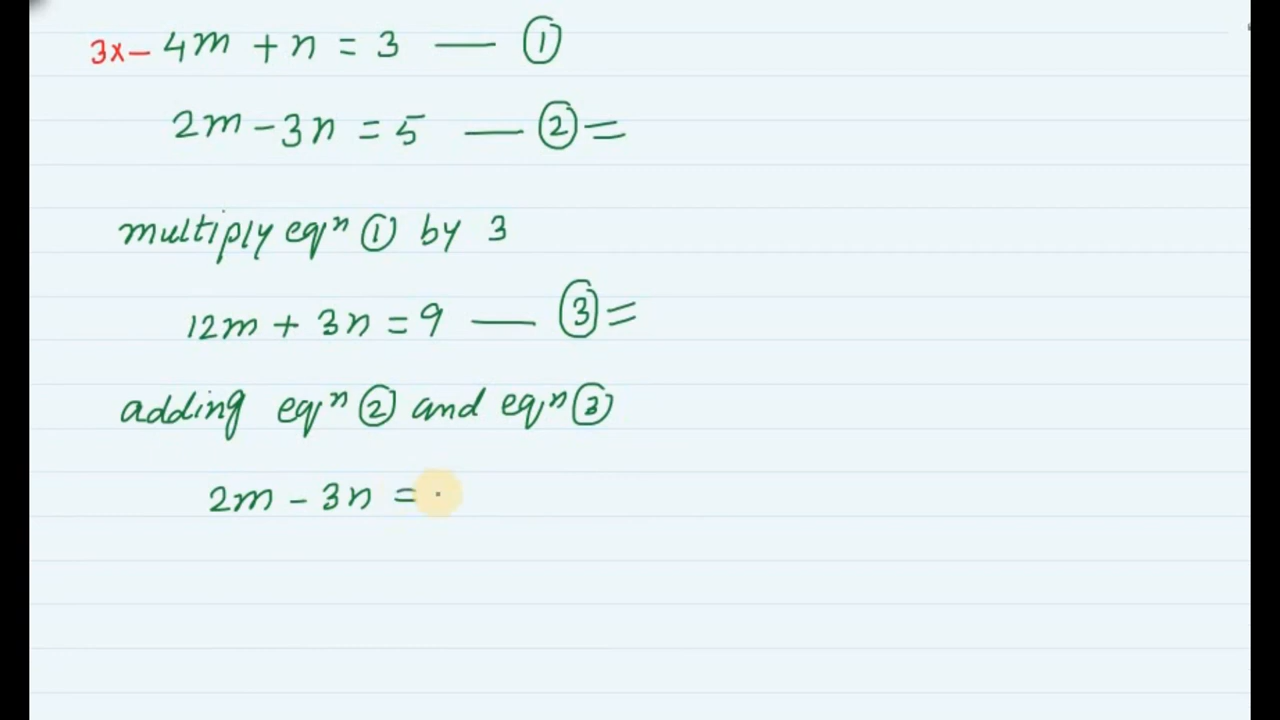 3x- 4m + n = 3 — ①
2m - 3n = 5 — ② =
multiply eqⁿ ① by 3
12m + 3n = 9 — ③ =
adding eqⁿ ② and eqⁿ ③
2m - 3n =